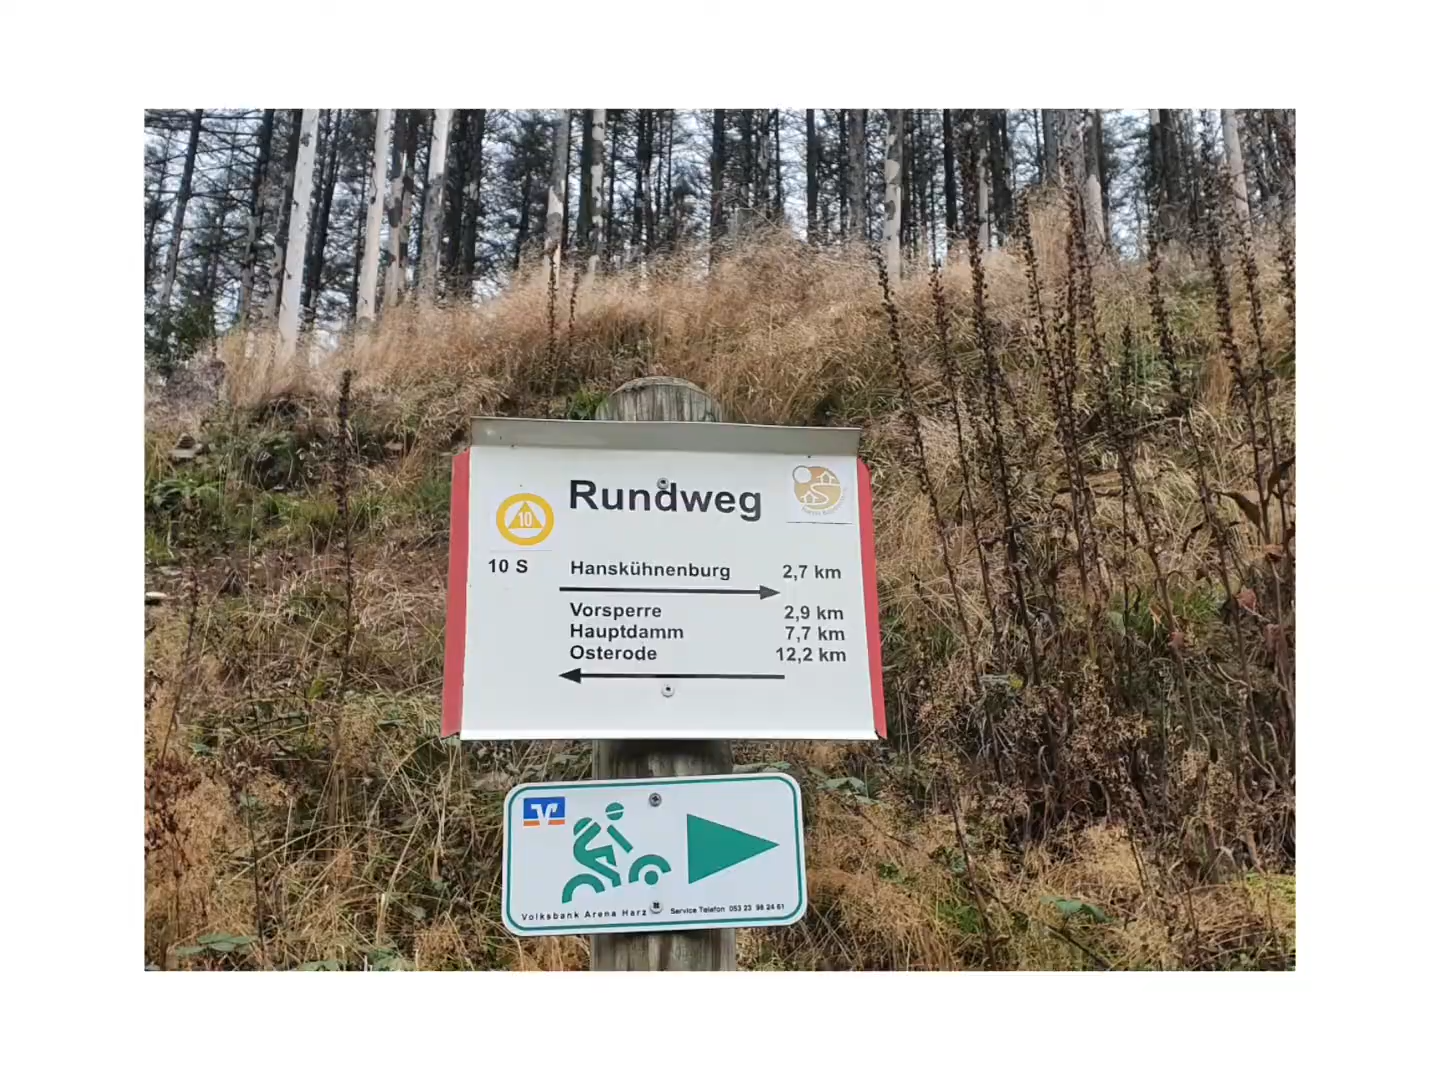 Rundweg
10
10 S
Hanskühnenburg 2,7 km
Vorsperre 2,9 km
Hauptdamm 7,7 km
Osterode 12,2 km
Volksbank Arena Harz Service Telefon 053 23 98 24 61